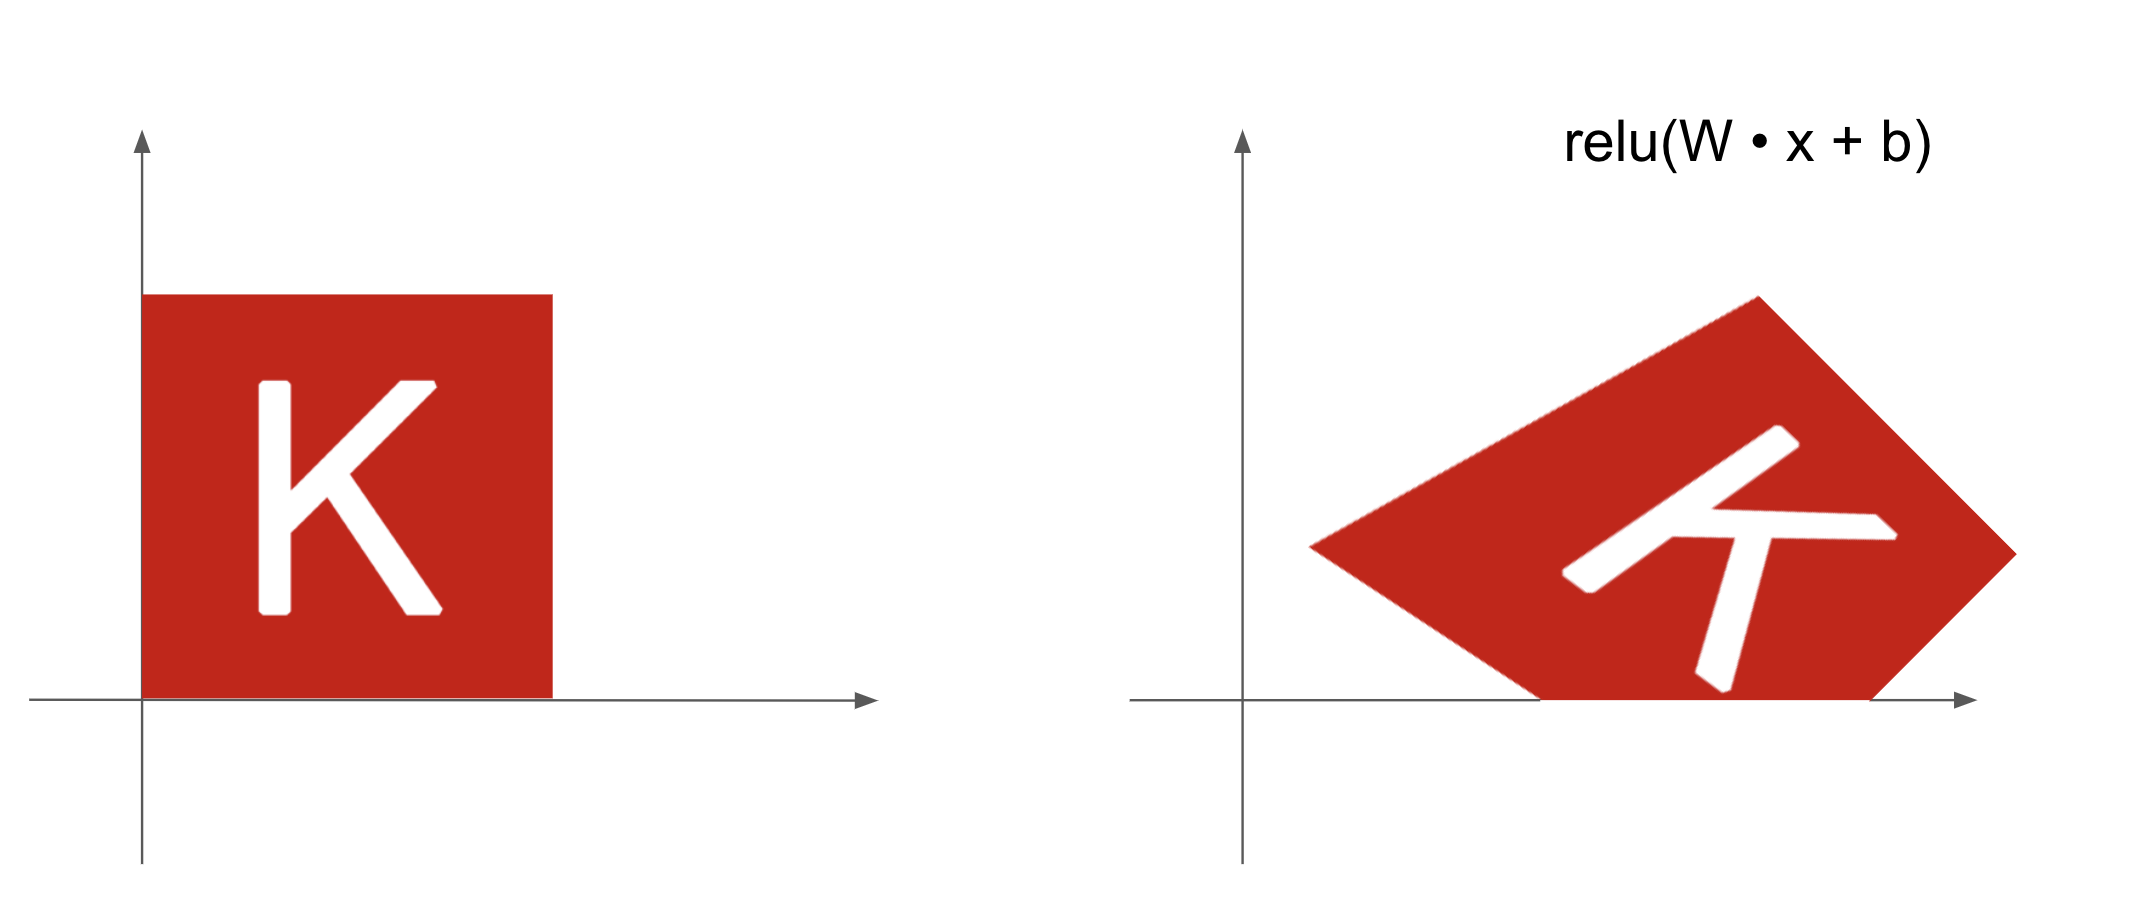 relu(W • x + b)
K
K